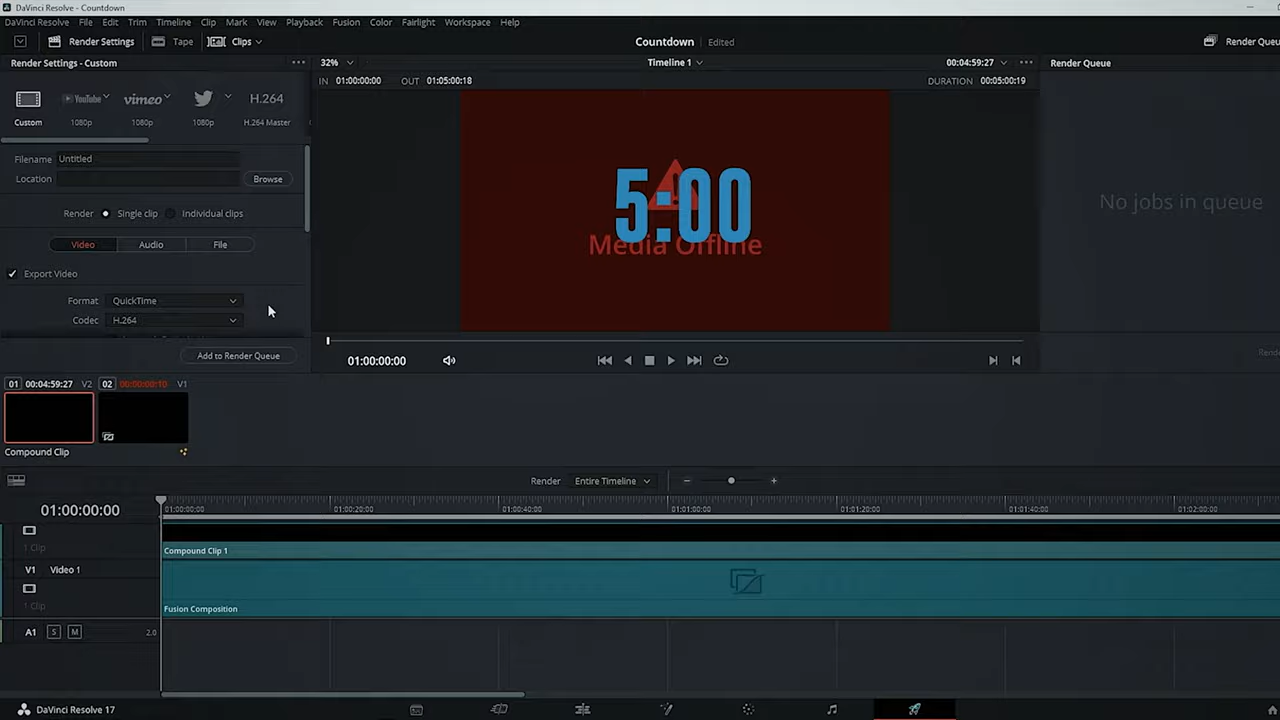 DaVinci Resolve - Countdown
DaVinci Resolve File Edit Trim Timeline Clip Mark View Playback Fusion Color Fairlight Workspace Help
Render Settings Tape Clips Countdown Edited Render Queu
Render Settings - Custom 32% Timeline 1 00:04:59:27 Render Queue
IN 01:00:00:00 OUT 01:05:00:18 DURATION 00:05:00:19
YouTube vimeo H.264
Custom 1080p 1080p 1080p H.264 Master
Filename Untitled
Location Browse
5:00
Media Offline
No jobs in queue
Render Single clip Individual clips
Video Audio File
Export Video
Format QuickTime
Codec H.264
Add to Render Queue
Rende
01:00:00:00
01 00:04:59:27 V2 02 00:00:00:10 V1
Compound Clip
Render Entire Timeline
01:00:00:00 01:00:00:00 01:00:20:00 01:00:40:00 01:01:00:00 01:01:20:00 01:01:40:00 01:02:00:00
1 Clip
Compound Clip 1
V1 Video 1
1 Clip
Fusion Composition
A1 S M 2.0
DaVinci Resolve 17